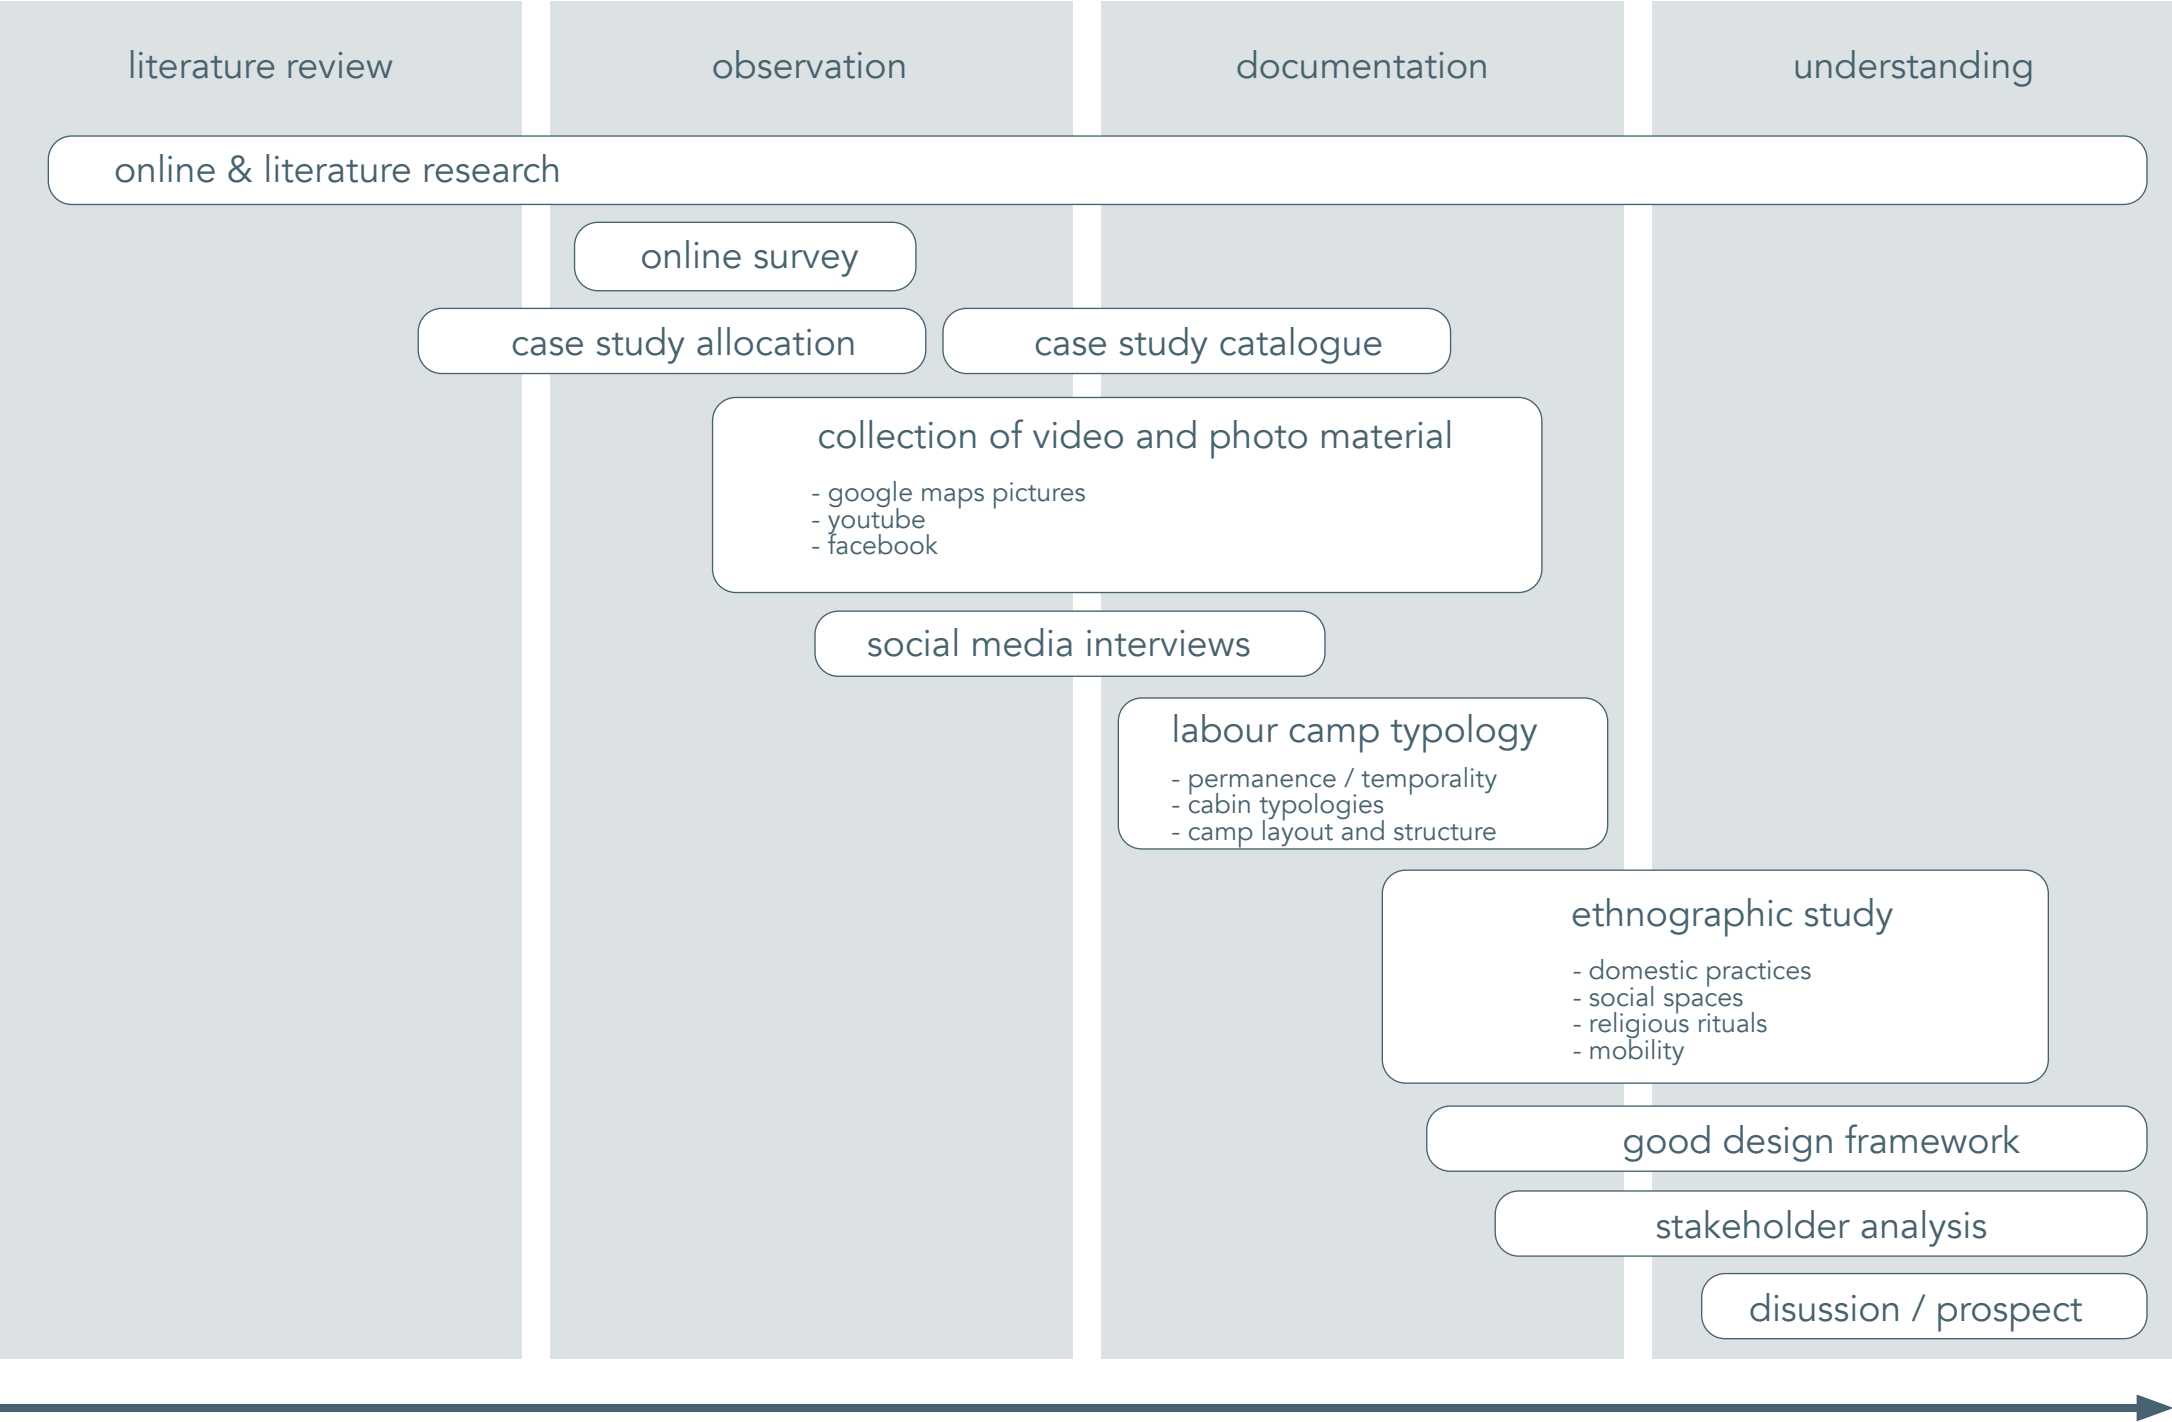 literature review
observation
documentation
understanding
online & literature research
online survey
case study allocation
case study catalogue
collection of video and photo material
- google maps pictures
- youtube
- facebook
social media interviews
labour camp typology
- permanence / temporality
- cabin typologies
- camp layout and structure
ethnographic study
- domestic practices
- social spaces
- religious rituals
- mobility
good design framework
stakeholder analysis
disussion / prospect